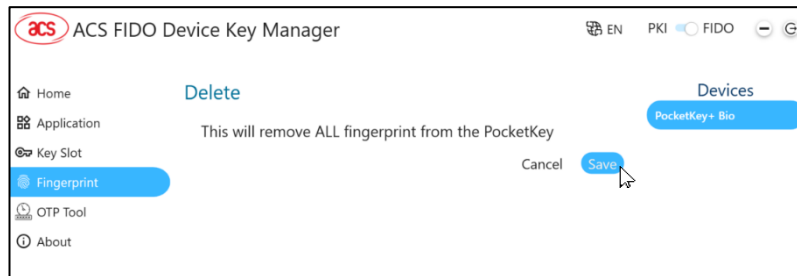 acs ACS FIDO Device Key Manager EN PKI FIDO
Home
Application
Key Slot
Fingerprint
OTP Tool
About
Delete
This will remove ALL fingerprint from the PocketKey
Cancel Save
Devices
PocketKey+ Bio